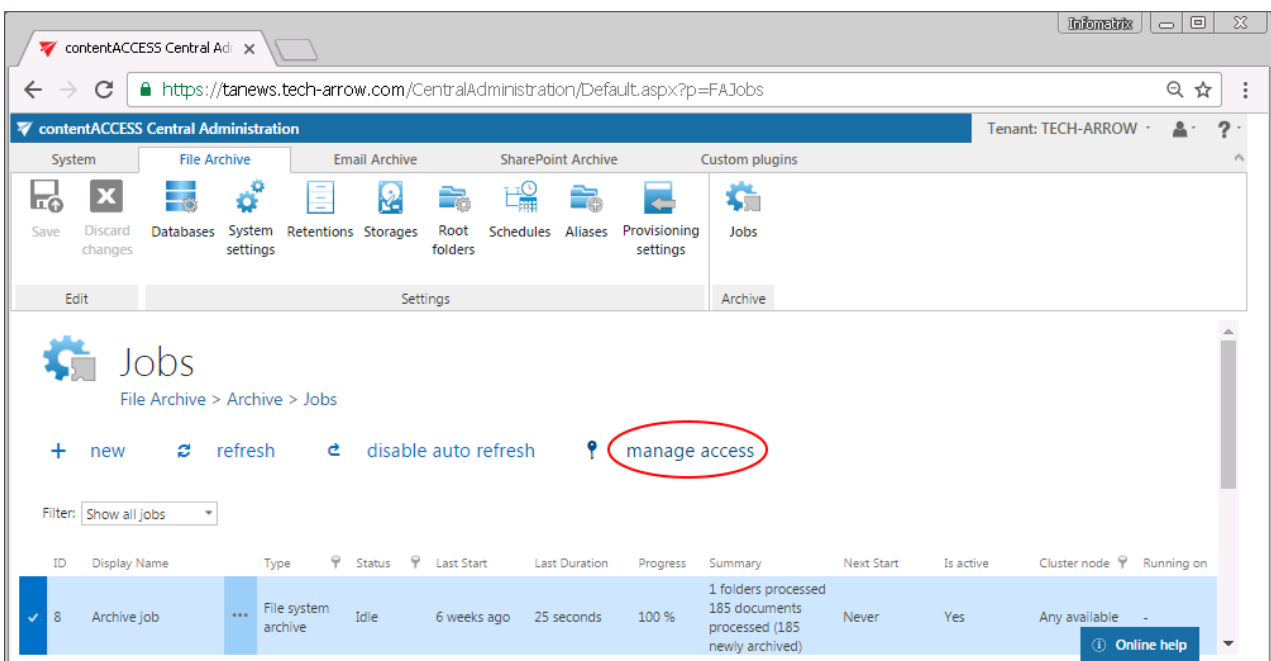 Infomatrix
contentACCESS Central Adr
https://tanews.tech-arrow.com/CentralAdministration/Default.aspx?p=FAJobs
contentACCESS Central Administration
Tenant: TECH-ARROW
?
System File Archive Email Archive SharePoint Archive Custom plugins
Save Discard changes Databases System settings Retentions Storages Root folders Schedules Aliases Provisioning settings Jobs
Edit Settings Archive
Jobs
File Archive > Archive > Jobs
+ new refresh disable auto refresh manage access
Filter: Show all jobs
ID Display Name Type Status Last Start Last Duration Progress Summary Next Start Is active Cluster node Running on
8 Archive job ... File system archive Idle 6 weeks ago 25 seconds 100 % 1 folders processed 185 documents processed (185 newly archived) Never Yes Any available -
Online help